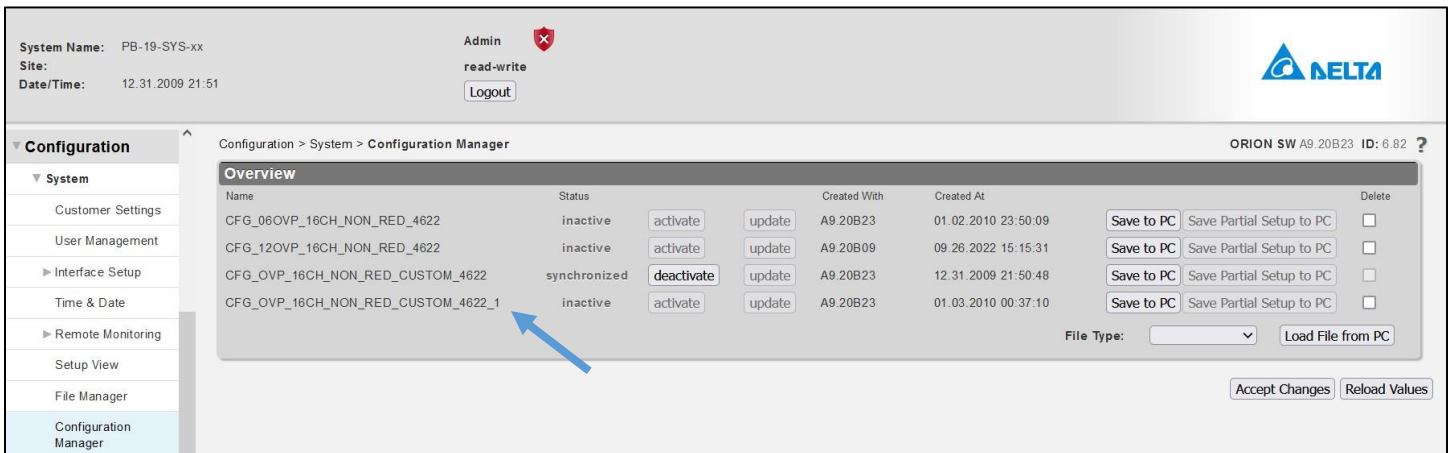 System Name: PB-19-SYS-xx
Site:
Date/Time: 12.31.2009 21:51
Admin
read-write
Logout
DELTA
Configuration
System
Customer Settings
User Management
Interface Setup
Time & Date
Remote Monitoring
Setup View
File Manager
Configuration
Manager
Configuration > System > Configuration Manager
ORION SW A9.20B23 ID: 6.82 ?
Overview
Name Status Created With Created At Delete
CFG_06OVP_16CH_NON_RED_4622 inactive activate update A9.20B23 01.02.2010 23:50:09 Save to PC Save Partial Setup to PC
CFG_12OVP_16CH_NON_RED_4622 inactive activate update A9.20B09 09.26.2022 15:15:31 Save to PC Save Partial Setup to PC
CFG_OVP_16CH_NON_RED_CUSTOM_4622 synchronized deactivate update A9.20B23 12.31.2009 21:50:48 Save to PC Save Partial Setup to PC
CFG_OVP_16CH_NON_RED_CUSTOM_4622_1 inactive activate update A9.20B23 01.03.2010 00:37:10 Save to PC Save Partial Setup to PC
File Type: Load File from PC
Accept Changes Reload Values